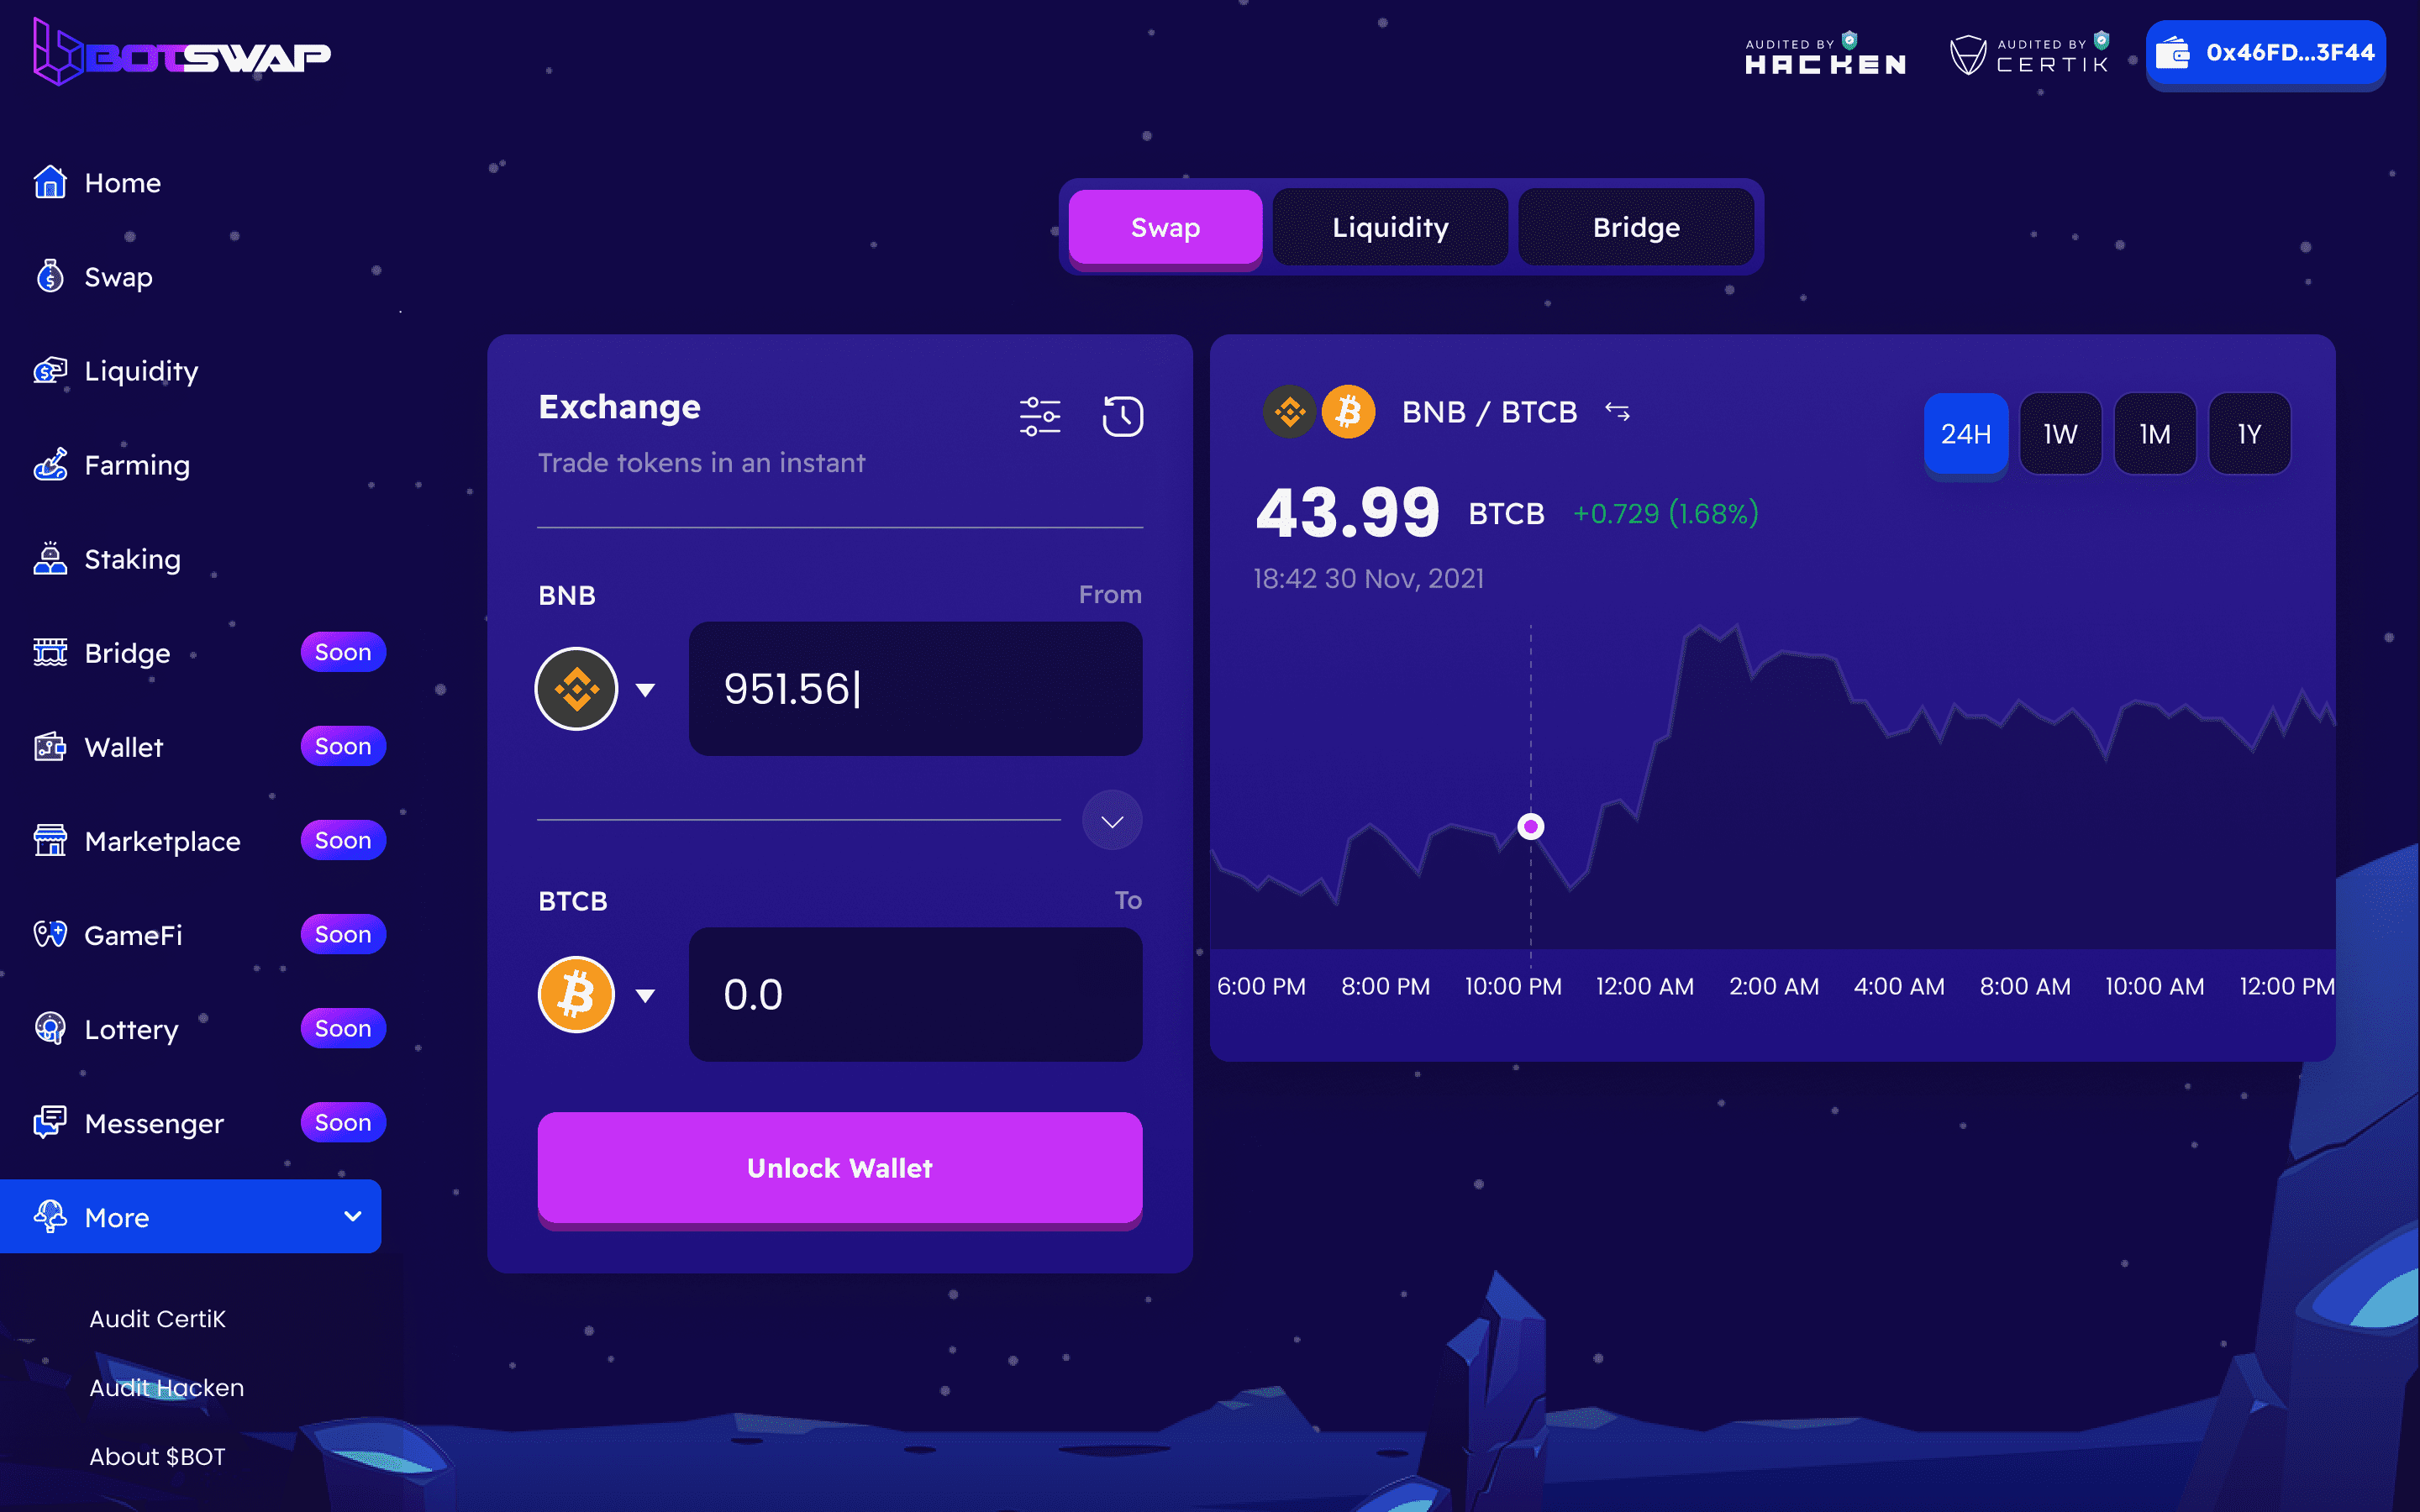 BOTSWAP
AUDITED BY
HACKEN
AUDITED BY
CERTIK
0x46FD...3F44
Home
Swap
Liquidity
Farming
Staking
Bridge Soon
Wallet Soon
Marketplace Soon
GameFi Soon
Lottery Soon
Messenger Soon
More
Audit CertiK
Audit Hacken
About $BOT
Swap Liquidity Bridge
Exchange
Trade tokens in an instant
BNB From
951.56
BTCB To
0.0
Unlock Wallet
BNB / BTCB
24H 1W 1M 1Y
43.99 BTCB +0.729 (1.68%)
18:42 30 Nov, 2021
6:00 PM 8:00 PM 10:00 PM 12:00 AM 2:00 AM 4:00 AM 8:00 AM 10:00 AM 12:00 PM